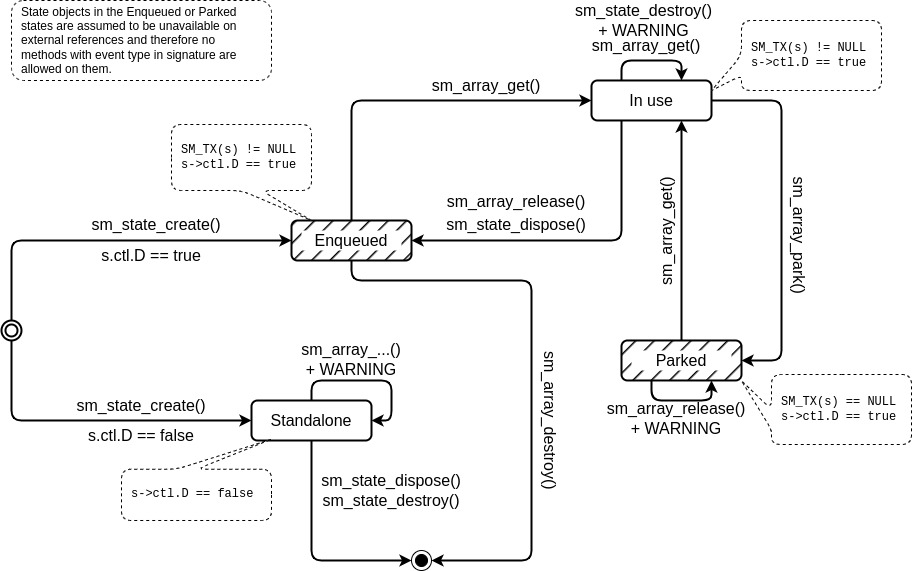 State objects in the Enqueued or Parked
states are assumed to be unavailable on
external references and therefore no
methods with event type in signature are
allowed on them.
sm_state_destroy()
+ WARNING
sm_array_get()
SM_TX(s) != NULL
s->ctl.D == true
In use
sm_array_get()
SM_TX(s) != NULL
s->ctl.D == true
sm_array_release()
sm_state_dispose()
sm_array_get()
sm_array_park()
sm_state_create()
s.ctl.D == true
Enqueued
Parked
sm_array_...()
+ WARNING
sm_array_destroy()
SM_TX(s) == NULL
s->ctl.D == true
sm_array_release()
+ WARNING
sm_state_create()
s.ctl.D == false
Standalone
s->ctl.D == false
sm_state_dispose()
sm_state_destroy()